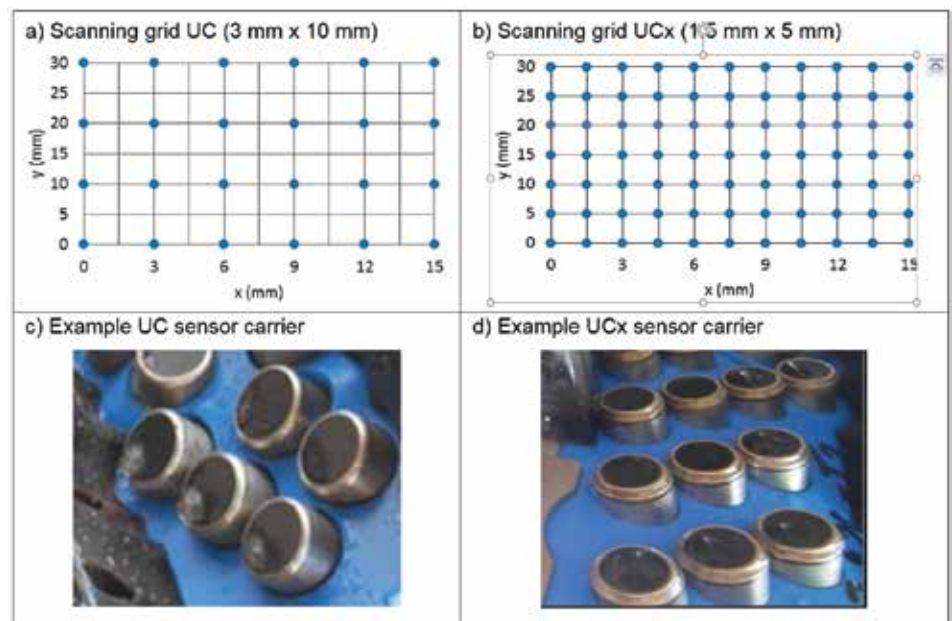 a) Scanning grid UC (3 mm x 10 mm)
30
25
20
15
10
5
0
y (mm)
0 3 6 9 12 15
x (mm)
b) Scanning grid UCx (1.5 mm x 5 mm)
30
25
20
15
10
5
0
y (mm)
0 3 6 9 12 15
x (mm)
c) Example UC sensor carrier
d) Example UCx sensor carrier